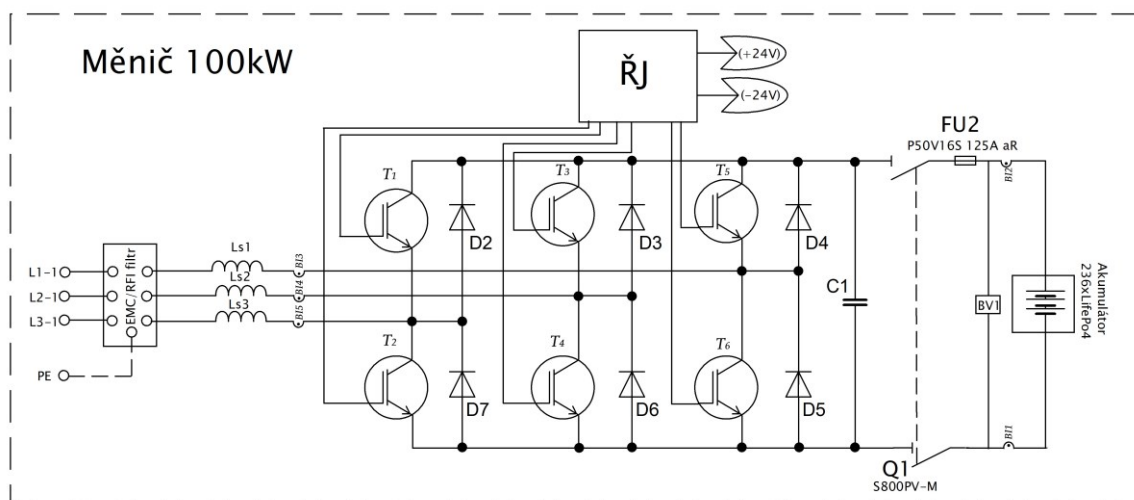 Měnič 100kW
ŘJ
(+24V)
(-24V)
FU2
P50V16S 125A aR
BI2
T1
T3
T5
D2
D3
D4
EMC/RFI filtr
L1-1
L2-1
L3-1
PE
Ls1
Ls2
Ls3
BI3
BI4
BI5
C1
BV1
Akumulátor
236xLifePo4
T2
T4
T6
D7
D6
D5
BI1
Q1
S800PV-M